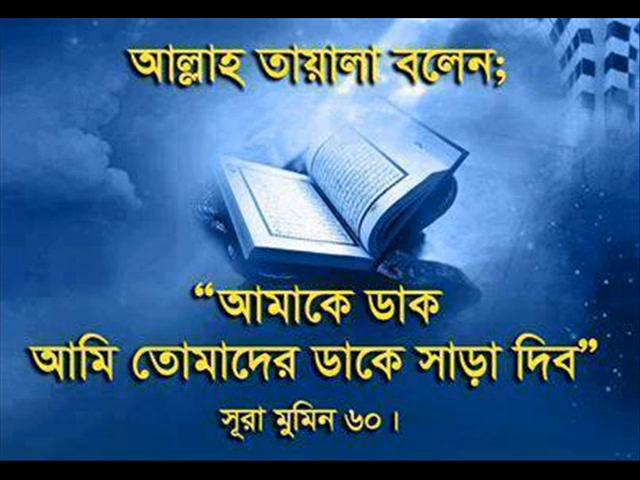 আল্লাহ তায়ালা বলেন;
“আমাকে ডাক
আমি তোমাদের ডাকে সাড়া দিব”
সূরা মুমিন ৬০।